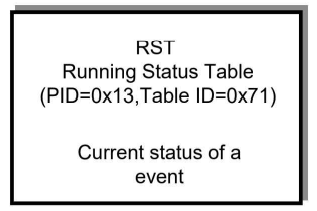 RST
Running Status Table
(PID=0x13,Table ID=0x71)
Current status of a
event